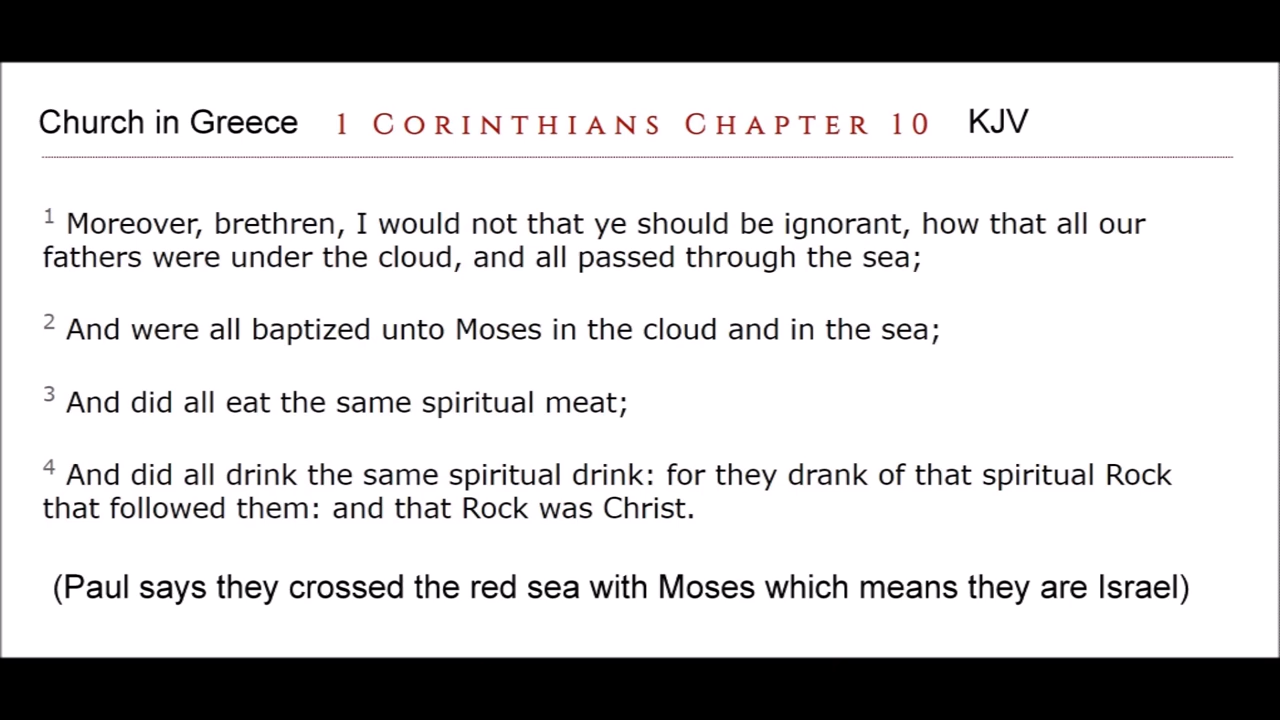 Church in Greece 1 CORINTHIANS CHAPTER 10 KJV
1 Moreover, brethren, I would not that ye should be ignorant, how that all our
fathers were under the cloud, and all passed through the sea;
2 And were all baptized unto Moses in the cloud and in the sea;
3 And did all eat the same spiritual meat;
4 And did all drink the same spiritual drink: for they drank of that spiritual Rock
that followed them: and that Rock was Christ.
(Paul says they crossed the red sea with Moses which means they are Israel)